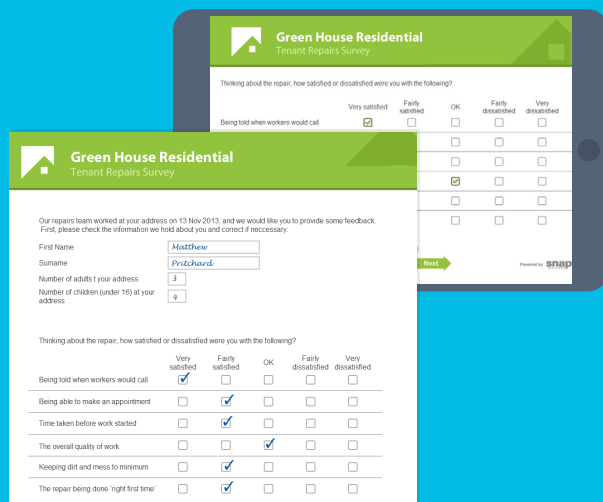 Green House Residential
Tenant Repairs Survey
Thinking about the repair, how satisfied or dissatisfied were you with the following?
Very satisfied Fairly satisfied OK Fairly dissatisfied Very dissatisfied
Being told when workers would call
Next
Powered by snap
Green House Residential
Tenant Repairs Survey
Our repairs team worked at your address on 13 Nov 2013, and we would like you to provide some feedback.
First, please check the information we hold about you and correct if neccessary:
First Name Matthew
Surname Pritchard
Number of adults t your address 3
Number of children (under 16) at your
address 4
Thinking about the repair, how satisfied or dissatisfied were you with the following?
Very satisfied Fairly satisfied OK Fairly dissatisfied Very dissatisfied
Being told when workers would call
Being able to make an appointment
Time taken before work started
The overall quality of work
Keeping dirt and mess to minimum
The repair being done 'right first time'